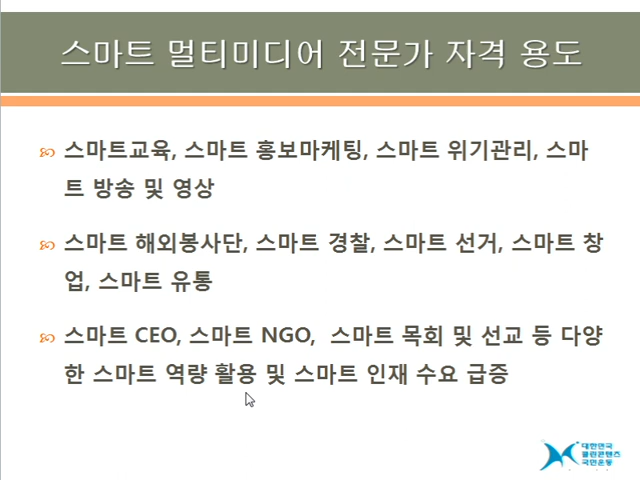 스마트 멀티미디어 전문가 자격 용도
스마트교육, 스마트 홍보마케팅, 스마트 위기관리, 스마
트 방송 및 영상
스마트 해외봉사단, 스마트 경찰, 스마트 선거, 스마트 창
업, 스마트 유통
스마트 CEO, 스마트 NGO, 스마트 목회 및 선교 등 다양
한 스마트 역량 활용 및 스마트 인재 수요 급증
대한민국
클린콘텐츠
국민운동